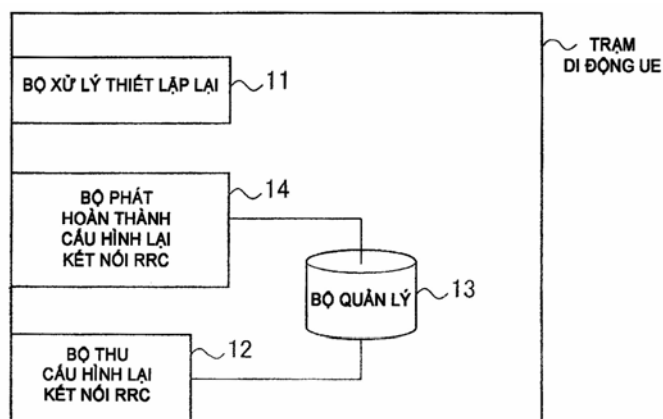 TRẠM
DI ĐỘNG UE
BỘ XỬ LÝ THIẾT LẬP LẠI
11
BỘ PHÁT
HOÀN THÀNH
CẤU HÌNH LẠI
KẾT NỐI RRC
14
BỘ QUẢN LÝ
13
BỘ THU
CẤU HÌNH LẠI
KẾT NỐI RRC
12